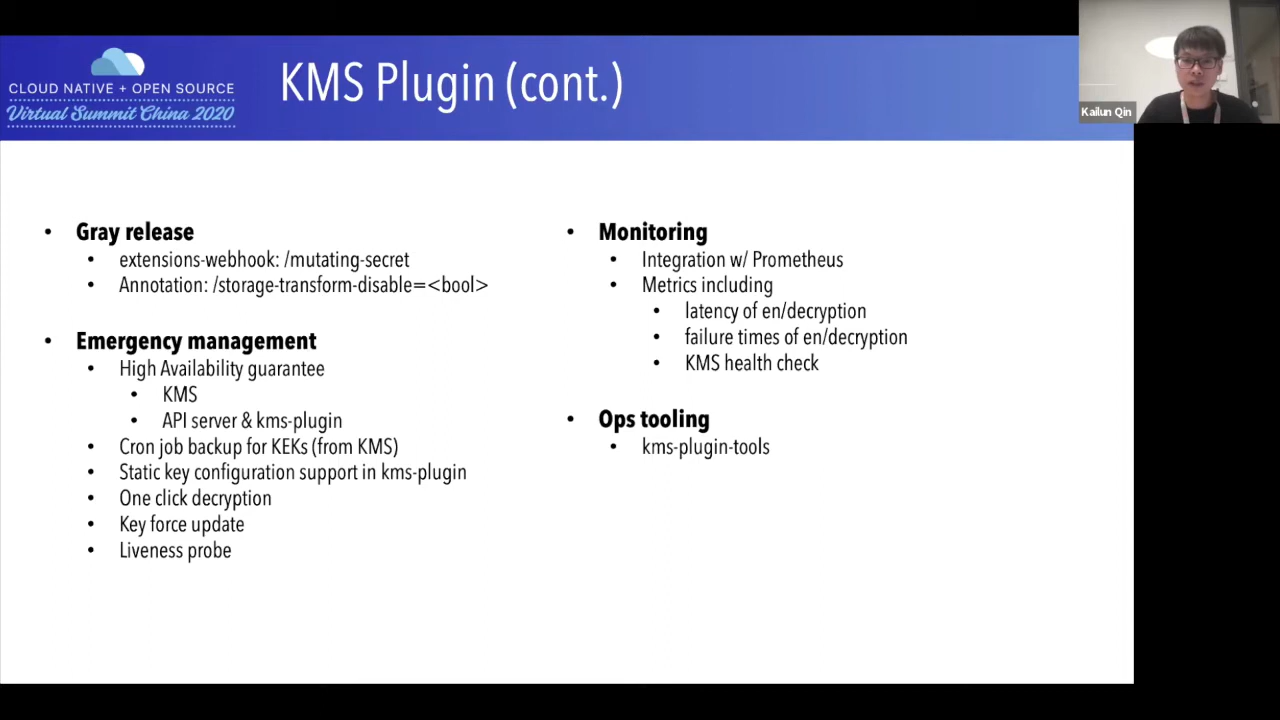 CLOUD NATIVE + OPEN SOURCE
Virtual Summit China 2020
KMS Plugin (cont.)
Kailun Qin
• Gray release
• extensions-webhook: /mutating-secret
• Annotation: /storage-transform-disable=<bool>
• Emergency management
• High Availability guarantee
• KMS
• API server & kms-plugin
• Cron job backup for KEKs (from KMS)
• Static key configuration support in kms-plugin
• One click decryption
• Key force update
• Liveness probe
• Monitoring
• Integration w/ Prometheus
• Metrics including
• latency of en/decryption
• failure times of en/decryption
• KMS health check
• Ops tooling
• kms-plugin-tools